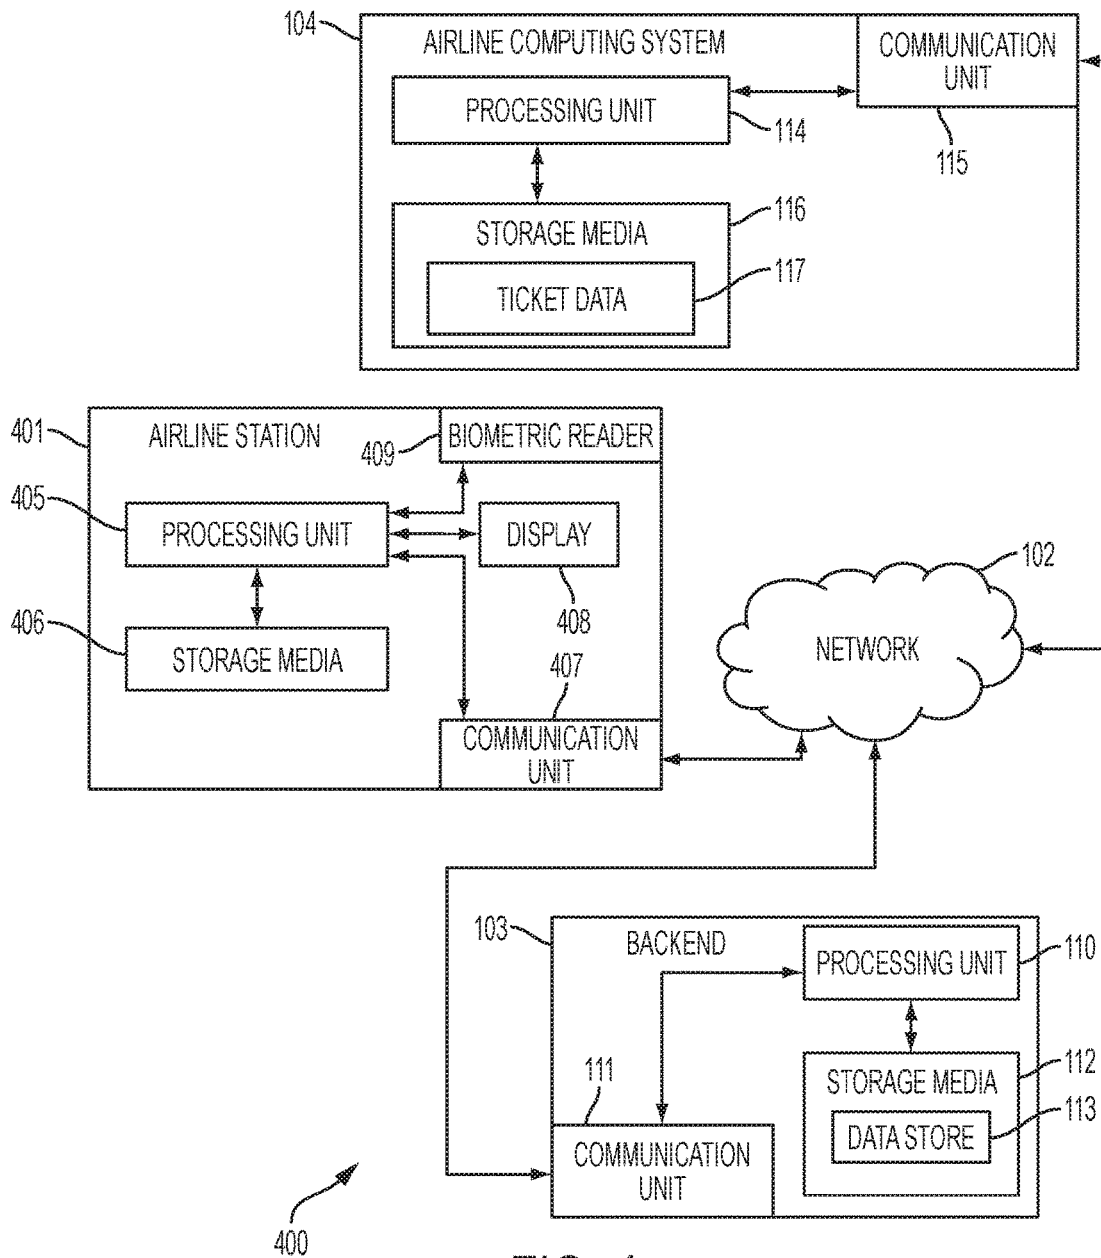 104
AIRLINE COMPUTING SYSTEM
COMMUNICATION
UNIT
PROCESSING UNIT
114
115
STORAGE MEDIA
116
TICKET DATA
117
401
AIRLINE STATION
409
BIOMETRIC READER
405
PROCESSING UNIT
DISPLAY
408
406
STORAGE MEDIA
407
COMMUNICATION
UNIT
102
NETWORK
103
BACKEND
PROCESSING UNIT
110
111
STORAGE MEDIA
112
DATA STORE
113
COMMUNICATION
UNIT
400